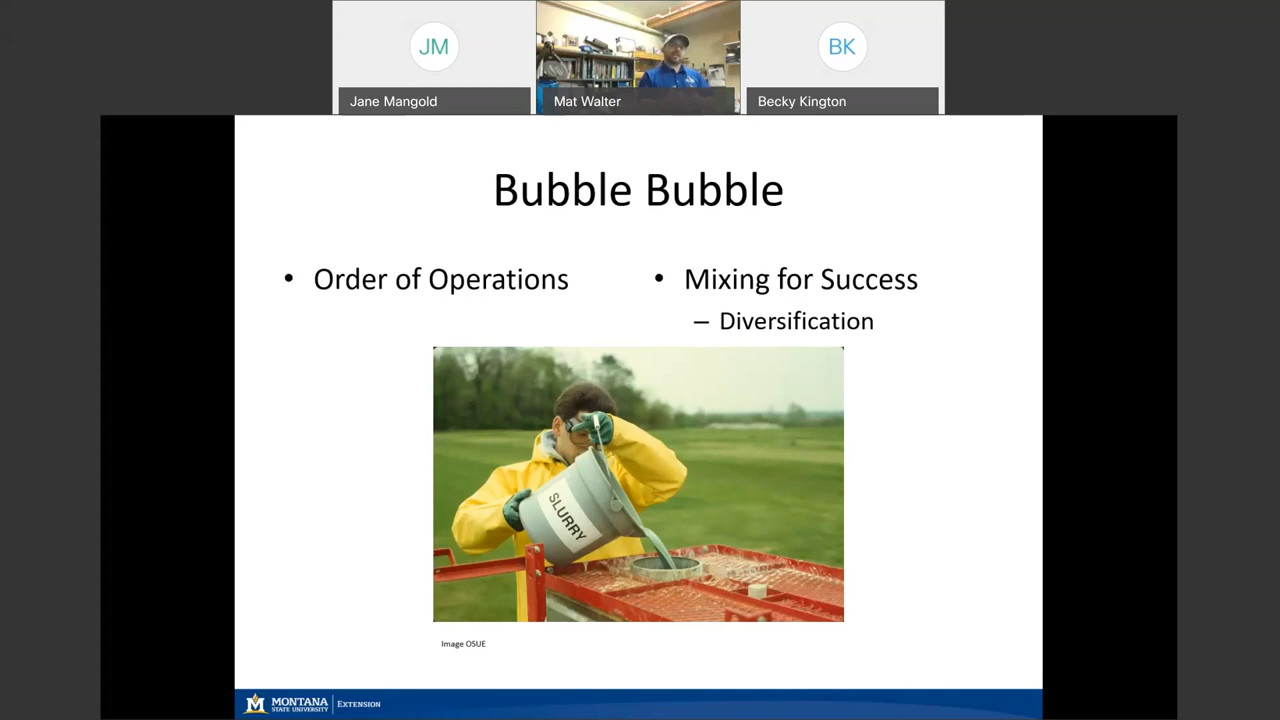 JM
BK
Jane Mangold
Mat Walter
Becky Kington
Bubble Bubble
• Order of Operations
• Mixing for Success
– Diversification
SLURRY
Image OSUE
M MONTANA
STATE UNIVERSITY
EXTENSION